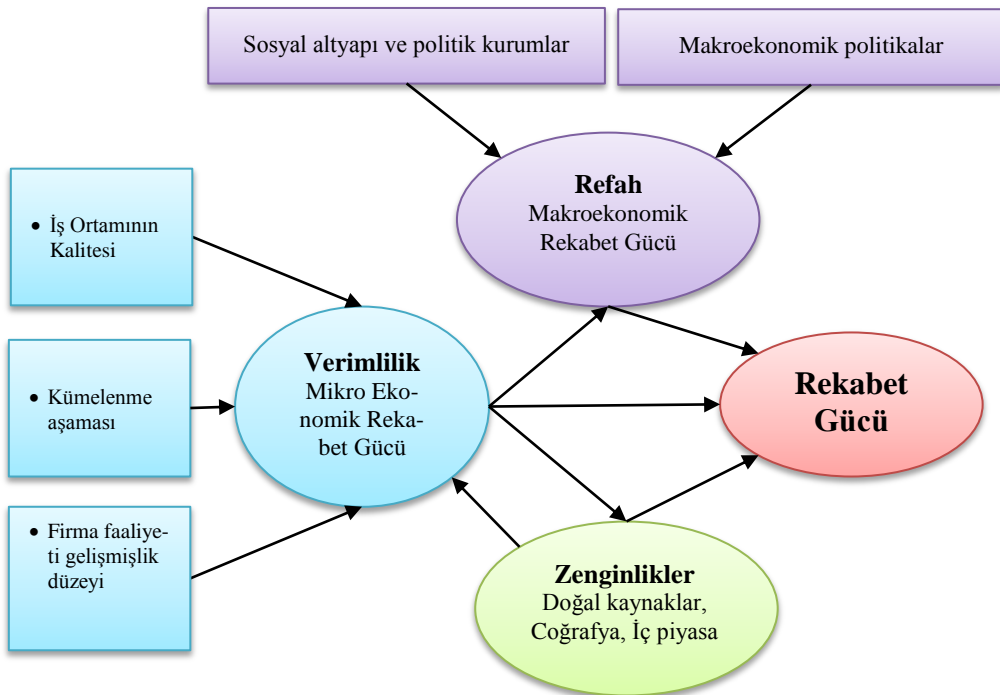 Sosyal altyapı ve politik kurumlar
Makroekonomik politikalar
Refah
Makroekonomik
Rekabet Gücü
• İş Ortamının
Kalitesi
Verimlilik
Mikro Eko-
nomik Reka-
bet Gücü
Rekabet
Gücü
• Kümelenme
aşaması
• Firma faaliye-
ti gelişmişlik
düzeyi
Zenginlikler
Doğal kaynaklar,
Coğrafya, İç piyasa